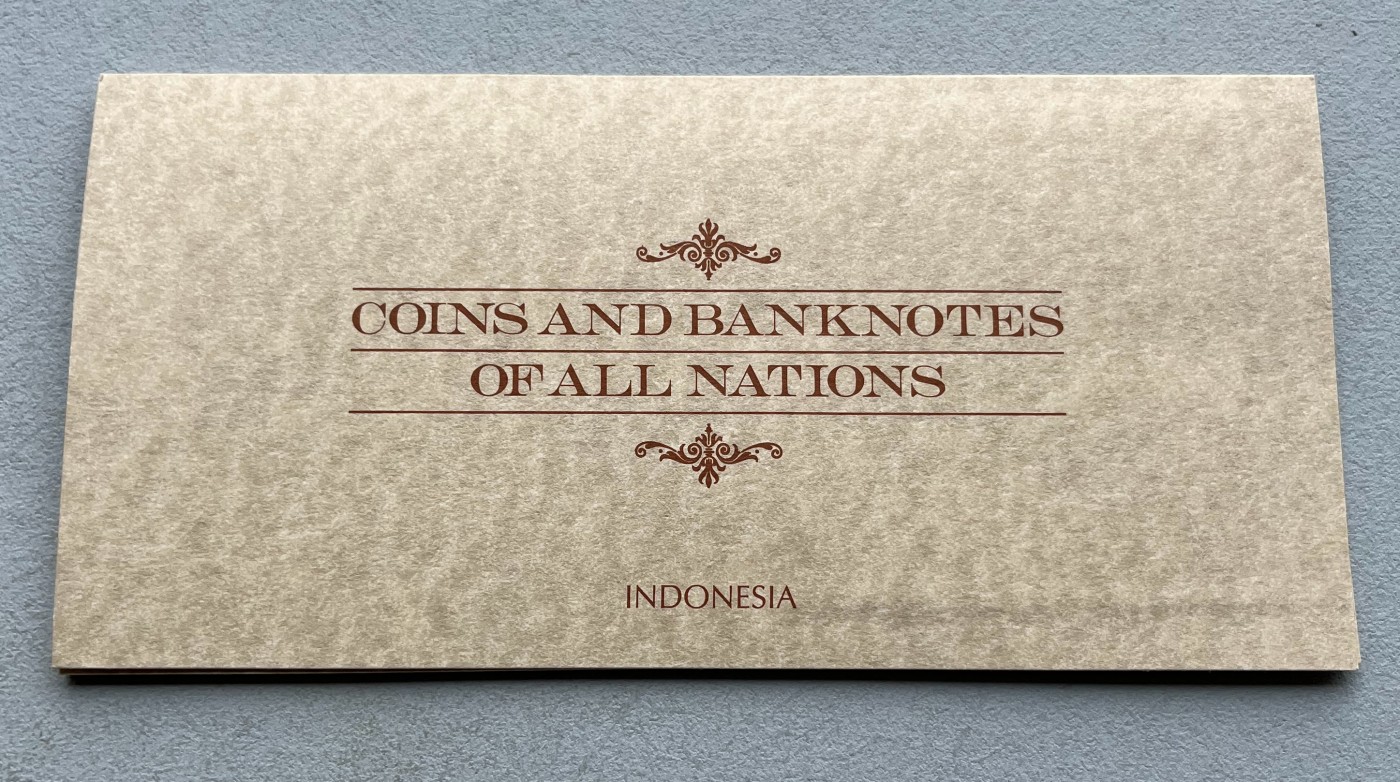 COINS AND BANKNOTES
OF ALL NATIONS
INDONESIA